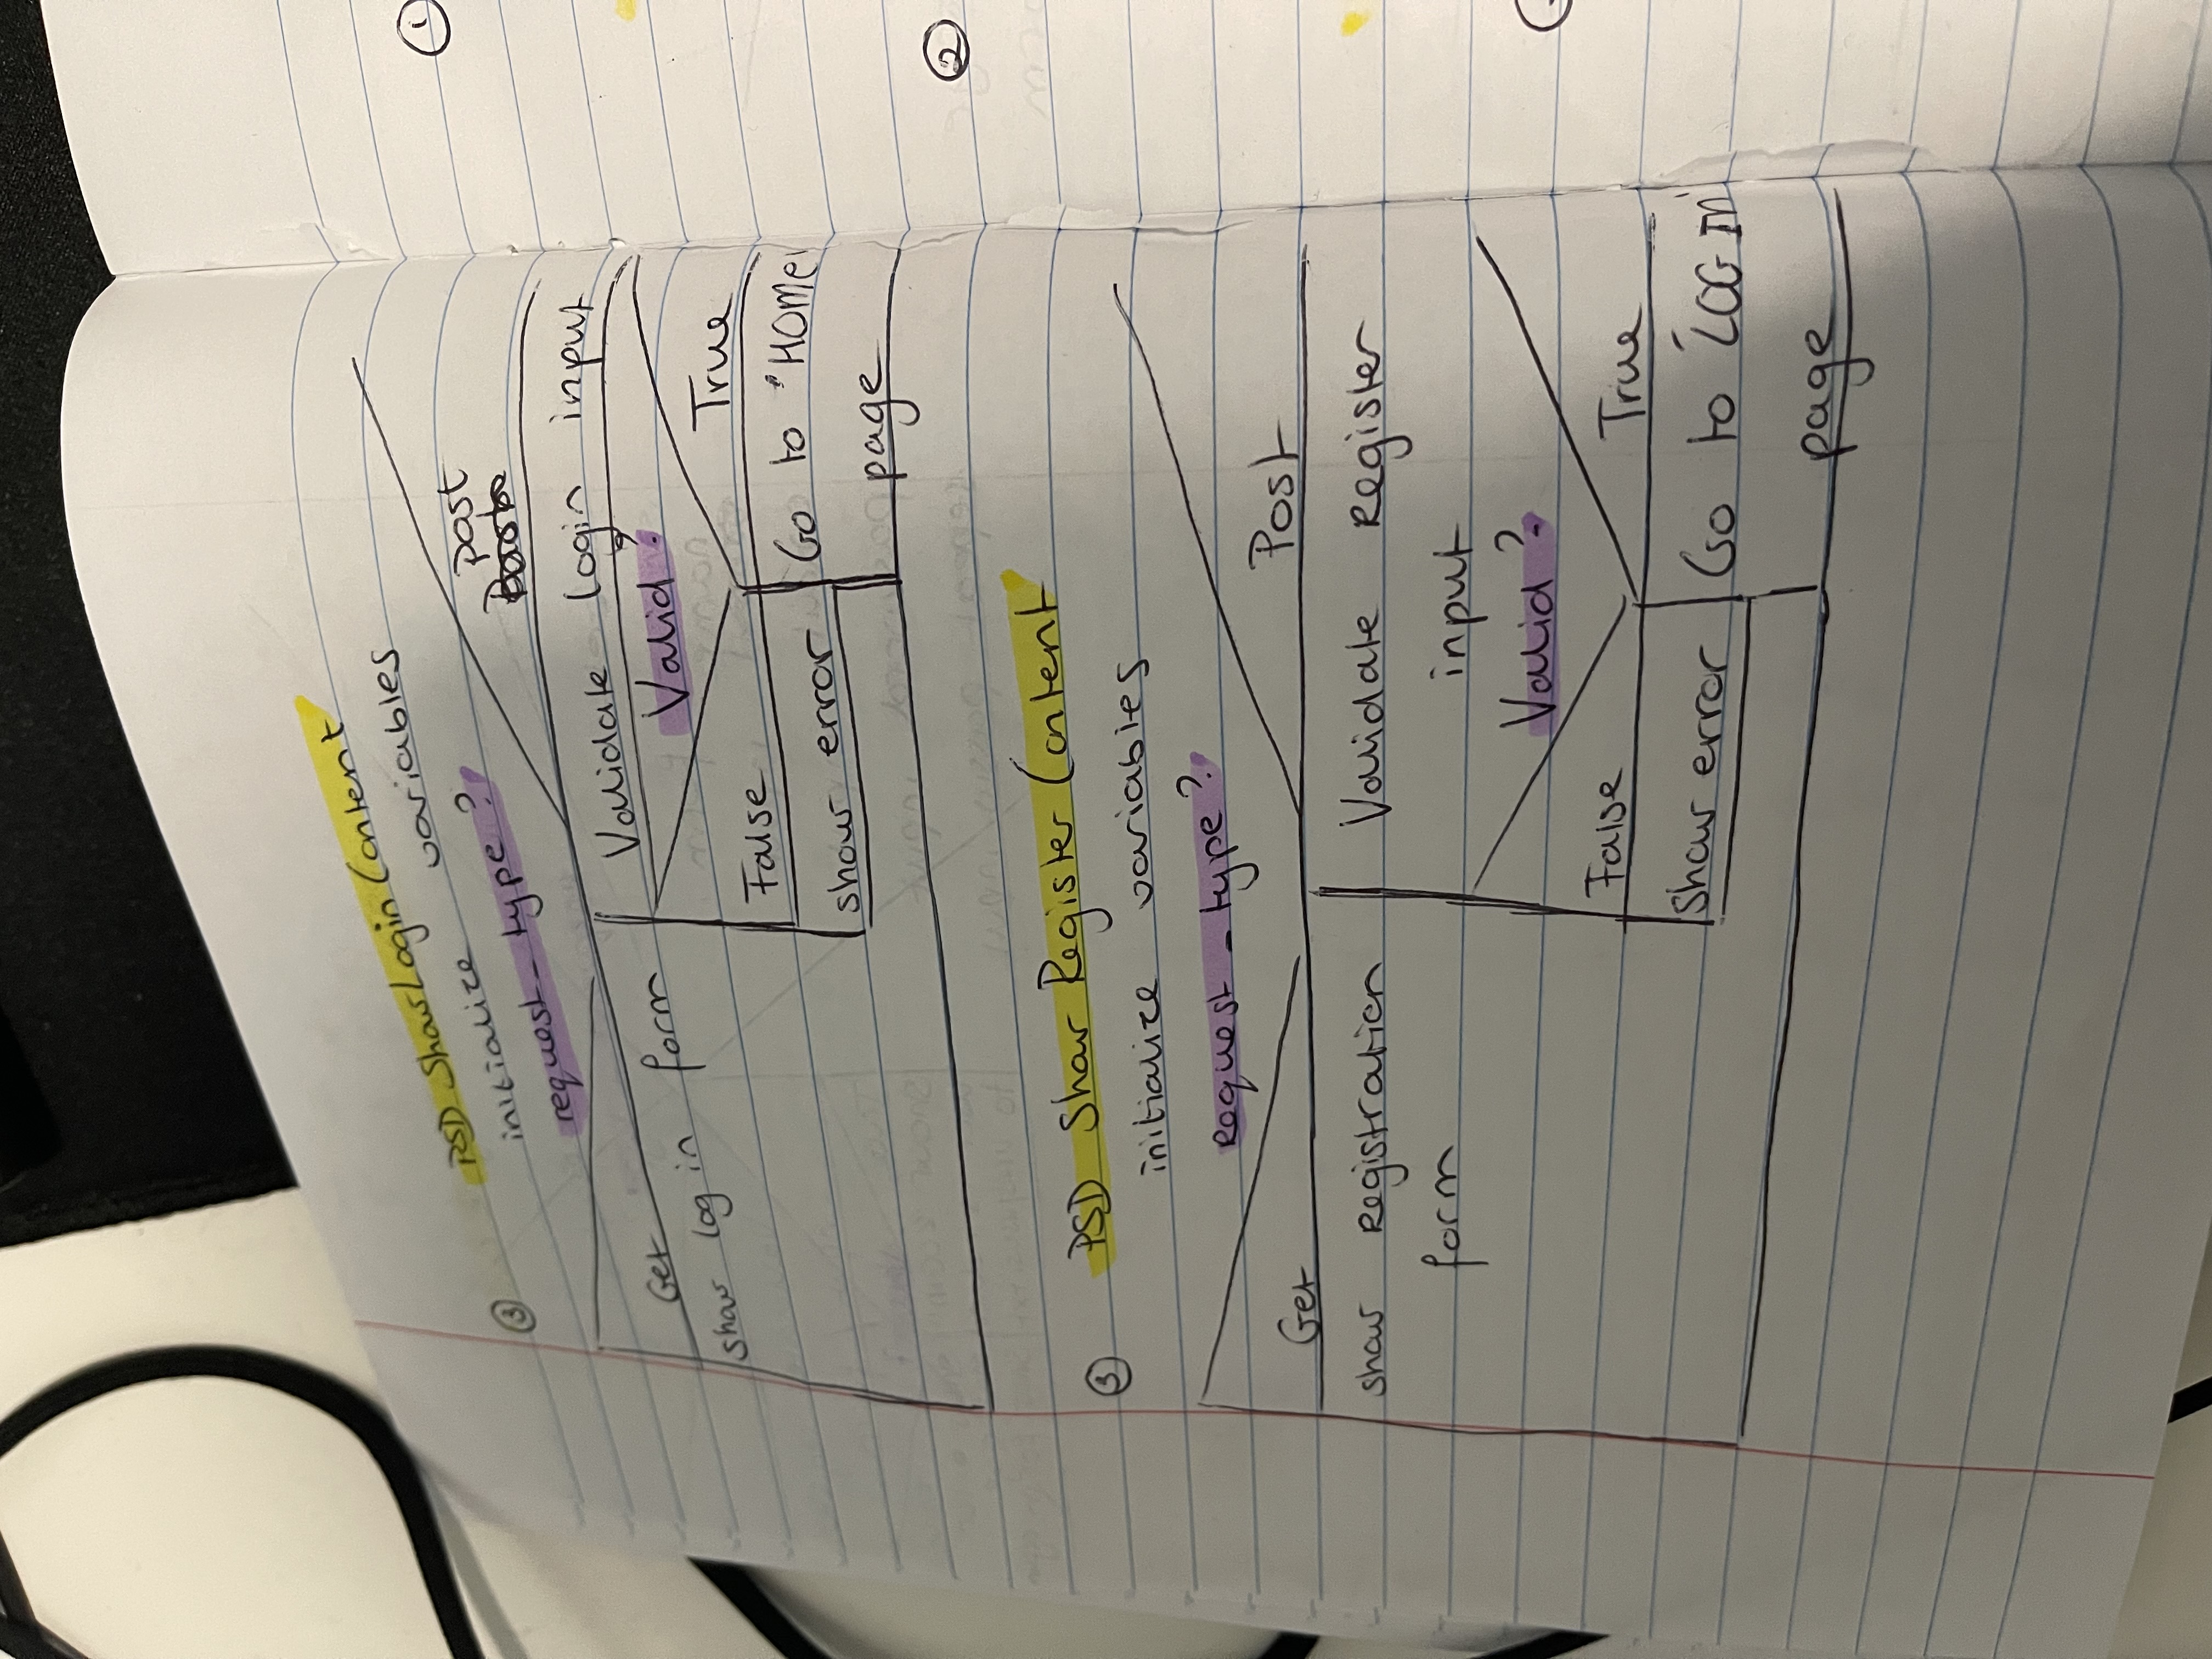 ③ PSD ShowLogin Content
initialize variables
request_type?
post
Get
Validate login input
show log in form
Valid?
False
True
show error
Go to "HOME'
page
③ PSD Show Register Content
initialize variables
Request_type?
Get
Post
show Registration
form
Validate Register
input
Valid?
False
True
Show error
Go to 'LOG IN'
page
①
②